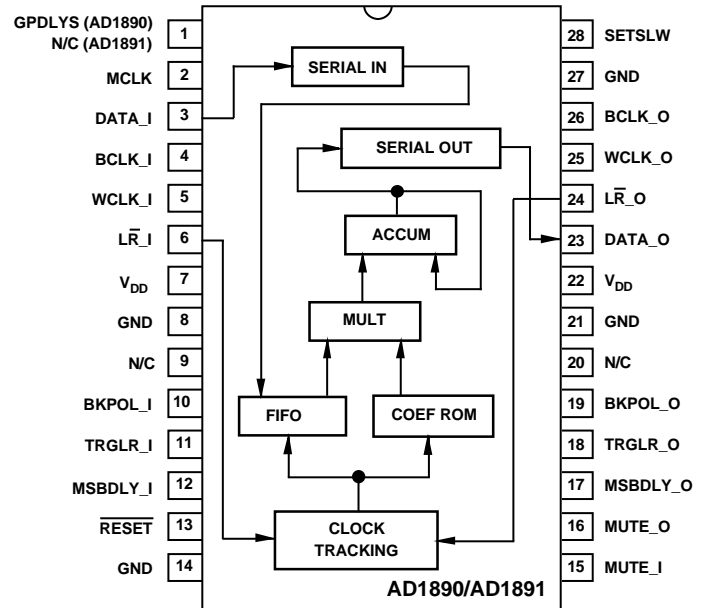 GPDLYS (AD1890)
N/C (AD1891)
1
MCLK
2
DATA_I
3
BCLK_I
4
WCLK_I
5
LR̅_I
6
V_DD
7
GND
8
N/C
9
BKPOL_I
10
TRGLR_I
11
MSBDLY_I
12
R̅E̅S̅E̅T̅
13
GND
14
SERIAL IN
SERIAL OUT
ACCUM
MULT
FIFO
COEF ROM
CLOCK
TRACKING
AD1890/AD1891
28
SETSLW
27
GND
26
BCLK_O
25
WCLK_O
24
LR̅_O
23
DATA_O
22
V_DD
21
GND
20
N/C
19
BKPOL_O
18
TRGLR_O
17
MSBDLY_O
16
MUTE_O
15
MUTE_I